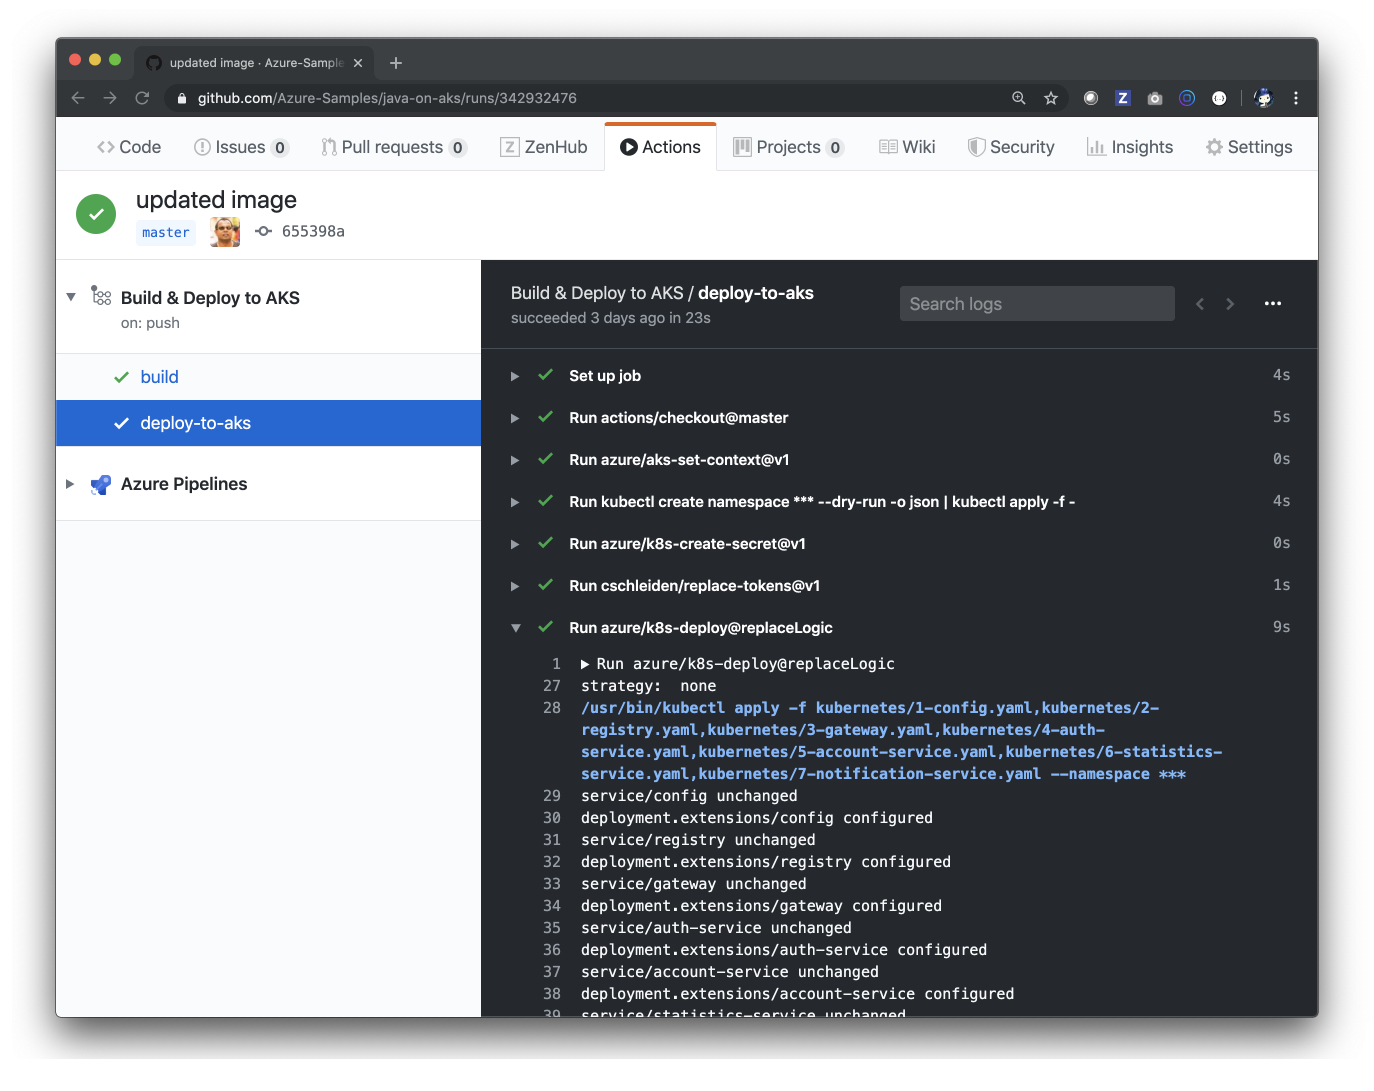 updated image · Azure-Sample
github.com/Azure-Samples/java-on-aks/runs/342932476
Code
Issues 0
Pull requests 0
ZenHub
Actions
Projects 0
Wiki
Security
Insights
Settings
updated image
master
655398a
Build & Deploy to AKS
on: push
build
deploy-to-aks
Azure Pipelines
Build & Deploy to AKS / deploy-to-aks
succeeded 3 days ago in 23s
Search logs
Set up job 4s
Run actions/checkout@master 5s
Run azure/aks-set-context@v1 0s
Run kubectl create namespace *** --dry-run -o json | kubectl apply -f - 4s
Run azure/k8s-create-secret@v1 0s
Run cschleiden/replace-tokens@v1 1s
Run azure/k8s-deploy@replaceLogic 9s
1 Run azure/k8s-deploy@replaceLogic
27 strategy:  none
28 /usr/bin/kubectl apply -f kubernetes/1-config.yaml,kubernetes/2-
registry.yaml,kubernetes/3-gateway.yaml,kubernetes/4-auth-
service.yaml,kubernetes/5-account-service.yaml,kubernetes/6-statistics-
service.yaml,kubernetes/7-notification-service.yaml --namespace ***
29 service/config unchanged
30 deployment.extensions/config configured
31 service/registry unchanged
32 deployment.extensions/registry configured
33 service/gateway unchanged
34 deployment.extensions/gateway configured
35 service/auth-service unchanged
36 deployment.extensions/auth-service configured
37 service/account-service unchanged
38 deployment.extensions/account-service configured
39 service/statistics-service unchanged